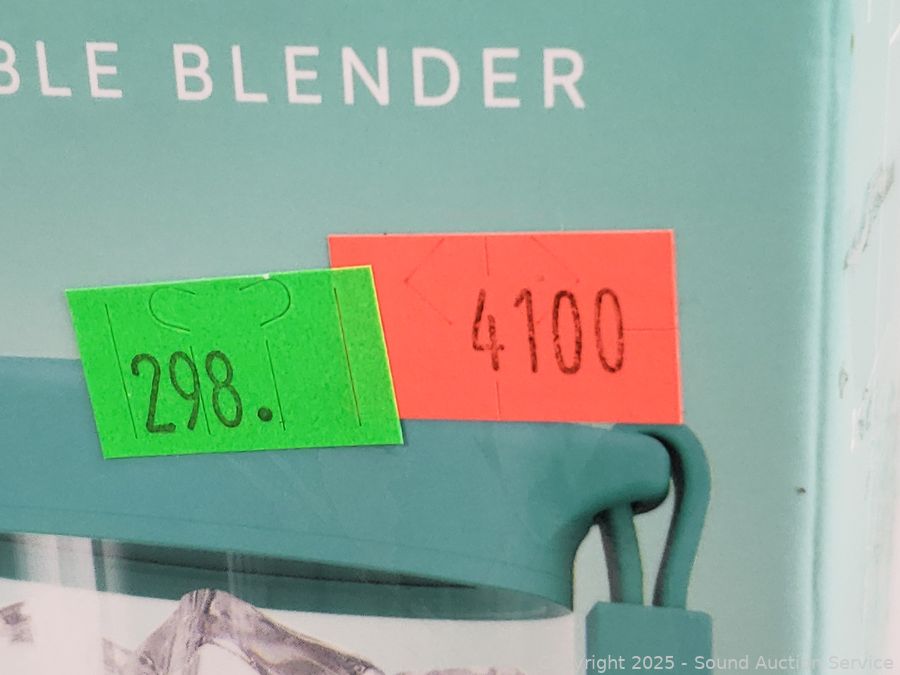 BLE BLENDER
4100
298.
Copyright 2025 - Sound Auction Service